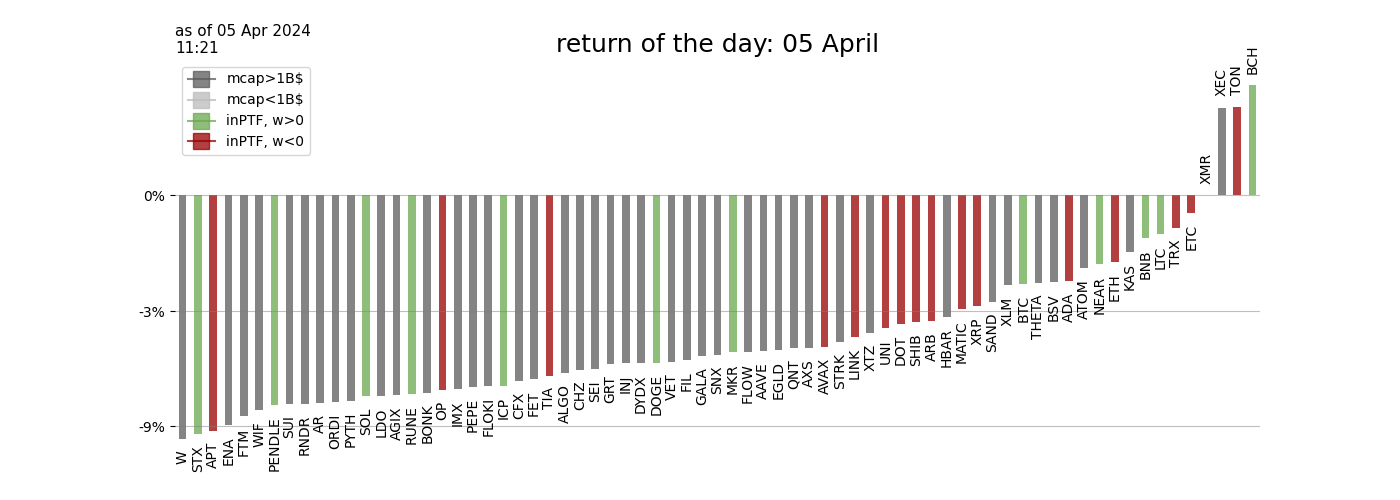 as of 05 Apr 2024
11:21
return of the day: 05 April
mcap>1B$
mcap<1B$
inPTF, w>0
inPTF, w<0
0%
-3%
-9%
W
STX
APT
ENA
FTM
WIF
PENDLE
SUI
RNDR
AR
ORDI
PYTH
SOL
LDO
AGIX
RUNE
BONK
OP
IMX
PEPE
FLOKI
ICP
CFX
FET
TIA
ALGO
CHZ
SEI
GRT
INJ
DYDX
DOGE
VET
FIL
GALA
SNX
MKR
FLOW
AAVE
EGLD
QNT
AXS
AVAX
STRK
LINK
XTZ
UNI
DOT
SHIB
ARB
HBAR
MATIC
XRP
SAND
XLM
BTC
THETA
BSV
ADA
ATOM
NEAR
ETH
KAS
BNB
LTC
TRX
ETC
XMR
XEC
TON
BCH